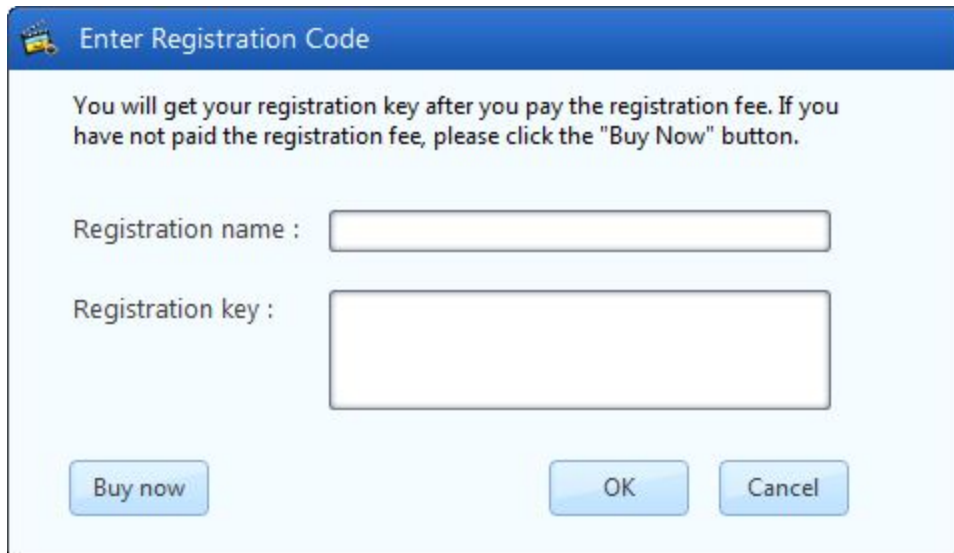 Enter Registration Code
You will get your registration key after you pay the registration fee. If you
have not paid the registration fee, please click the "Buy Now" button.
Registration name :
Registration key :
Buy now
OK
Cancel